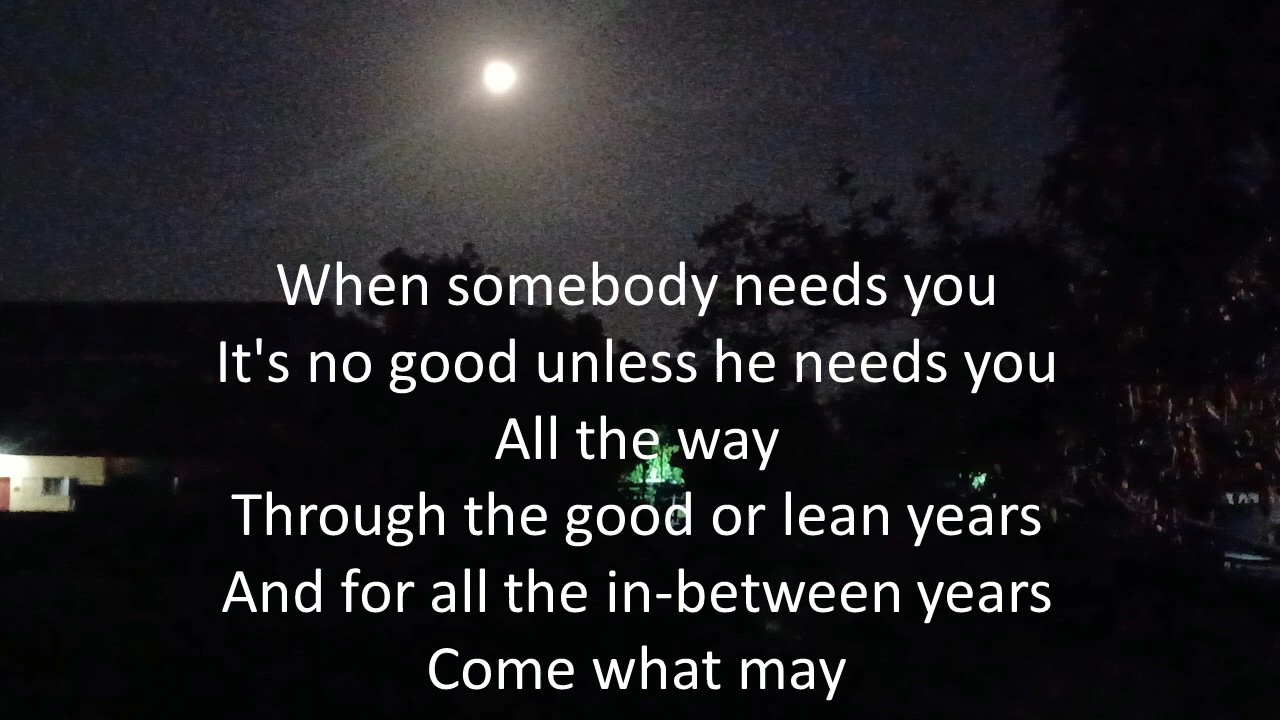 When somebody needs you
It's no good unless he needs you
All the way
Through the good or lean years
And for all the in-between years
Come what may